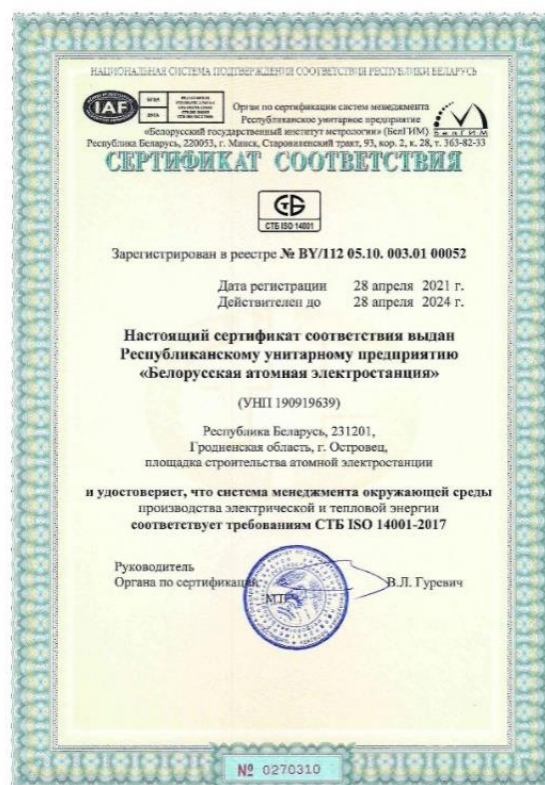 НАЦИОНАЛЬНАЯ СИСТЕМА ПОДТВЕРЖДЕНИЯ СООТВЕТСТВИЯ РЕСПУБЛИКИ БЕЛАРУСЬ
IAF
Орган по сертификации систем менеджмента
Республиканское унитарное предприятие
«Белорусский государственный институт метрологии» (БелГИМ)
БелГИМ
Республика Беларусь, 220053, г. Минск, Старовиленский тракт, 93, кор. 2, к. 28, т. 363-82-33
СЕРТИФИКАТ СООТВЕТСТВИЯ
СТБ ISO 14001
Зарегистрирован в реестре № BY/112 05.10. 003.01 00052
Дата регистрации 28 апреля 2021 г.
Действителен до 28 апреля 2024 г.
Настоящий сертификат соответствия выдан
Республиканскому унитарному предприятию
«Белорусская атомная электростанция»
(УНП 190919639)
Республика Беларусь, 231201,
Гродненская область, г. Островец,
площадка строительства атомной электростанции
и удостоверяет, что система менеджмента окружающей среды
производства электрической и тепловой энергии
соответствует требованиям СТБ ISO 14001-2017
Руководитель
Органа по сертификации
В.Л. Гуревич
№ 0270310